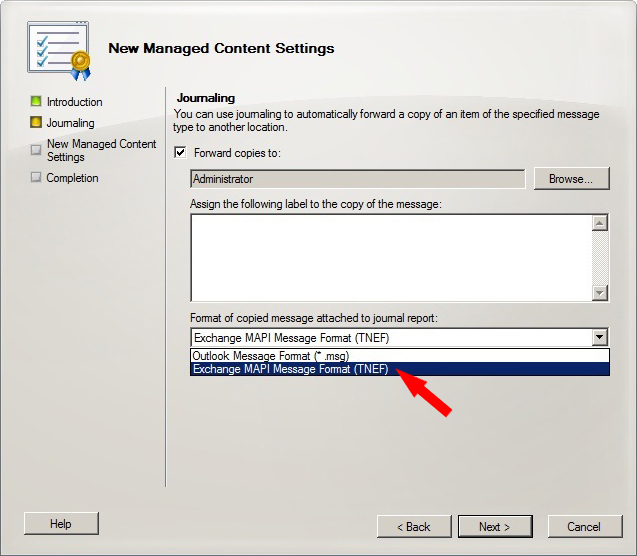 New Managed Content Settings
Introduction
Journaling
New Managed Content
Settings
Completion
Journaling
You can use journaling to automatically forward a copy of an item of the specified message
type to another location.
Forward copies to:
Administrator
Browse...
Assign the following label to the copy of the message:
Format of copied message attached to journal report:
Exchange MAPI Message Format (TNEF)
Outlook Message Format (* .msg)
Exchange MAPI Message Format (TNEF)
Help
< Back
Next >
Cancel